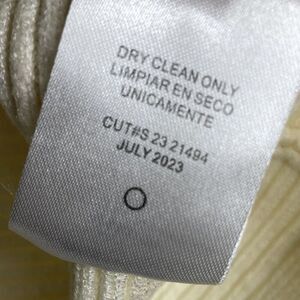 DRY CLEAN ONLY
LIMPIAR EN SECO
UNICAMENTE
CUT#S 23 21494
JULY 2023